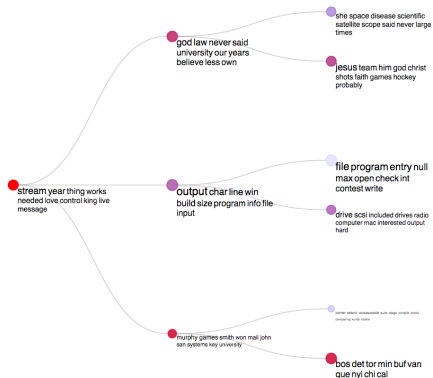 she space disease scientific
satellite scope said never large
times
god law never said
university our years
believe less own
jesus team him god christ
shots faith games hockey
probably
file program entry null
max open check int
contest write
stream year thing works
needed love control king live
message
output char line win
build size program info file
input
drive scsi included drives radio
computer mac interested output
hard
murphy games smith won mail john
san systems key university
bos det tor min buf van
que nyi chi cal